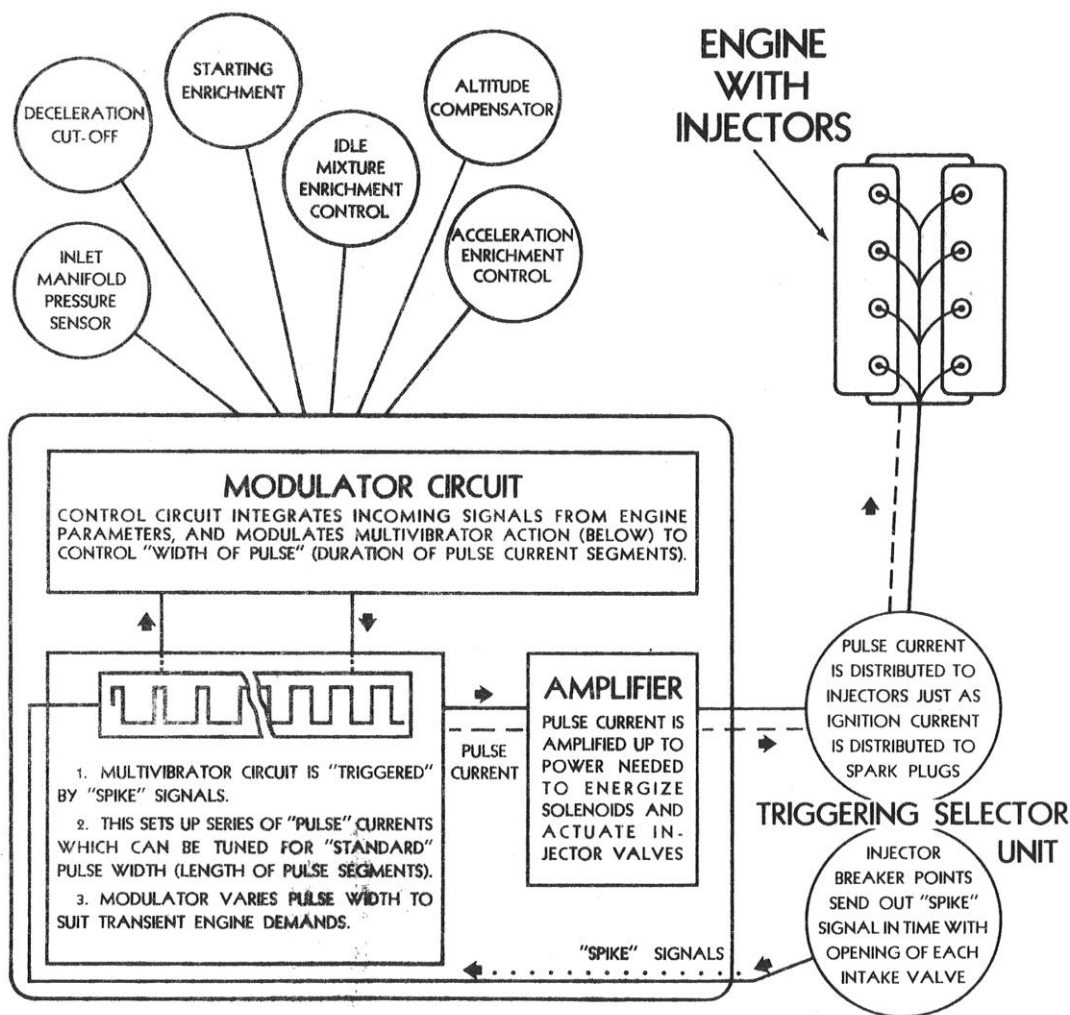 DECELERATION
CUT-OFF
STARTING
ENRICHMENT
IDLE
MIXTURE
ENRICHMENT
CONTROL
ALTITUDE
COMPENSATOR
INLET
MANIFOLD
PRESSURE
SENSOR
ACCELERATION
ENRICHMENT
CONTROL
ENGINE
WITH
INJECTORS
MODULATOR CIRCUIT
CONTROL CIRCUIT INTEGRATES INCOMING SIGNALS FROM ENGINE
PARAMETERS, AND MODULATES MULTIVIBRATOR ACTION (BELOW) TO
CONTROL "WIDTH OF PULSE" (DURATION OF PULSE CURRENT SEGMENTS).
1. MULTIVIBRATOR CIRCUIT IS "TRIGGERED"
BY "SPIKE" SIGNALS.
2. THIS SETS UP SERIES OF "PULSE" CURRENTS
WHICH CAN BE TUNED FOR "STANDARD"
PULSE WIDTH (LENGTH OF PULSE SEGMENTS).
3. MODULATOR VARIES PULSE WIDTH TO
SUIT TRANSIENT ENGINE DEMANDS.
PULSE
CURRENT
AMPLIFIER
PULSE CURRENT IS
AMPLIFIED UP TO
POWER NEEDED
TO ENERGIZE
SOLENOIDS AND
ACTUATE IN-
JECTOR VALVES
PULSE CURRENT
IS DISTRIBUTED TO
INJECTORS JUST AS
IGNITION CURRENT
IS DISTRIBUTED TO
SPARK PLUGS
TRIGGERING SELECTOR
UNIT
INJECTOR
BREAKER POINTS
SEND OUT "SPIKE"
SIGNAL IN TIME WITH
OPENING OF EACH
INTAKE VALVE
"SPIKE" SIGNALS